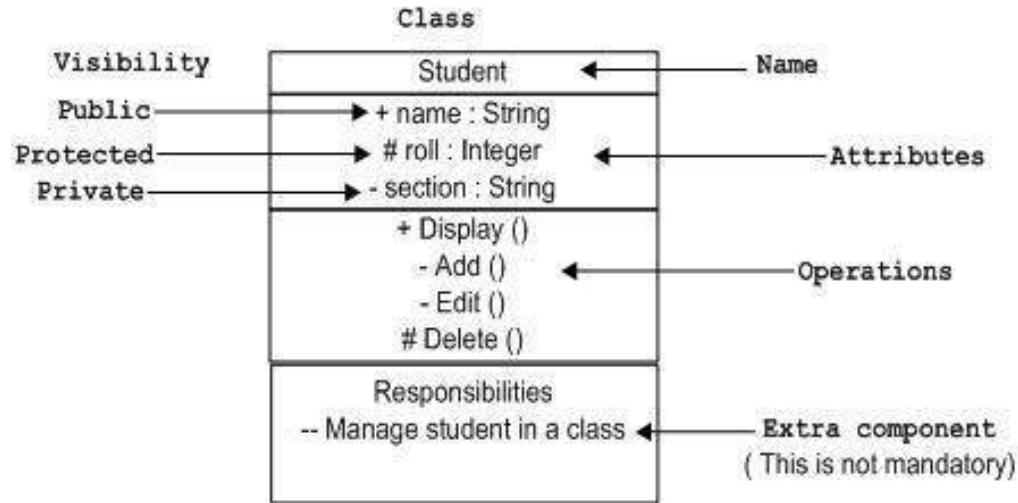 Class
Visibility
Student
Name
Public
+ name : String
Protected
# roll : Integer
Attributes
Private
- section : String
+ Display ()
- Add ()
Operations
- Edit ()
# Delete ()
Responsibilities
-- Manage student in a class
Extra component
( This is not mandatory)